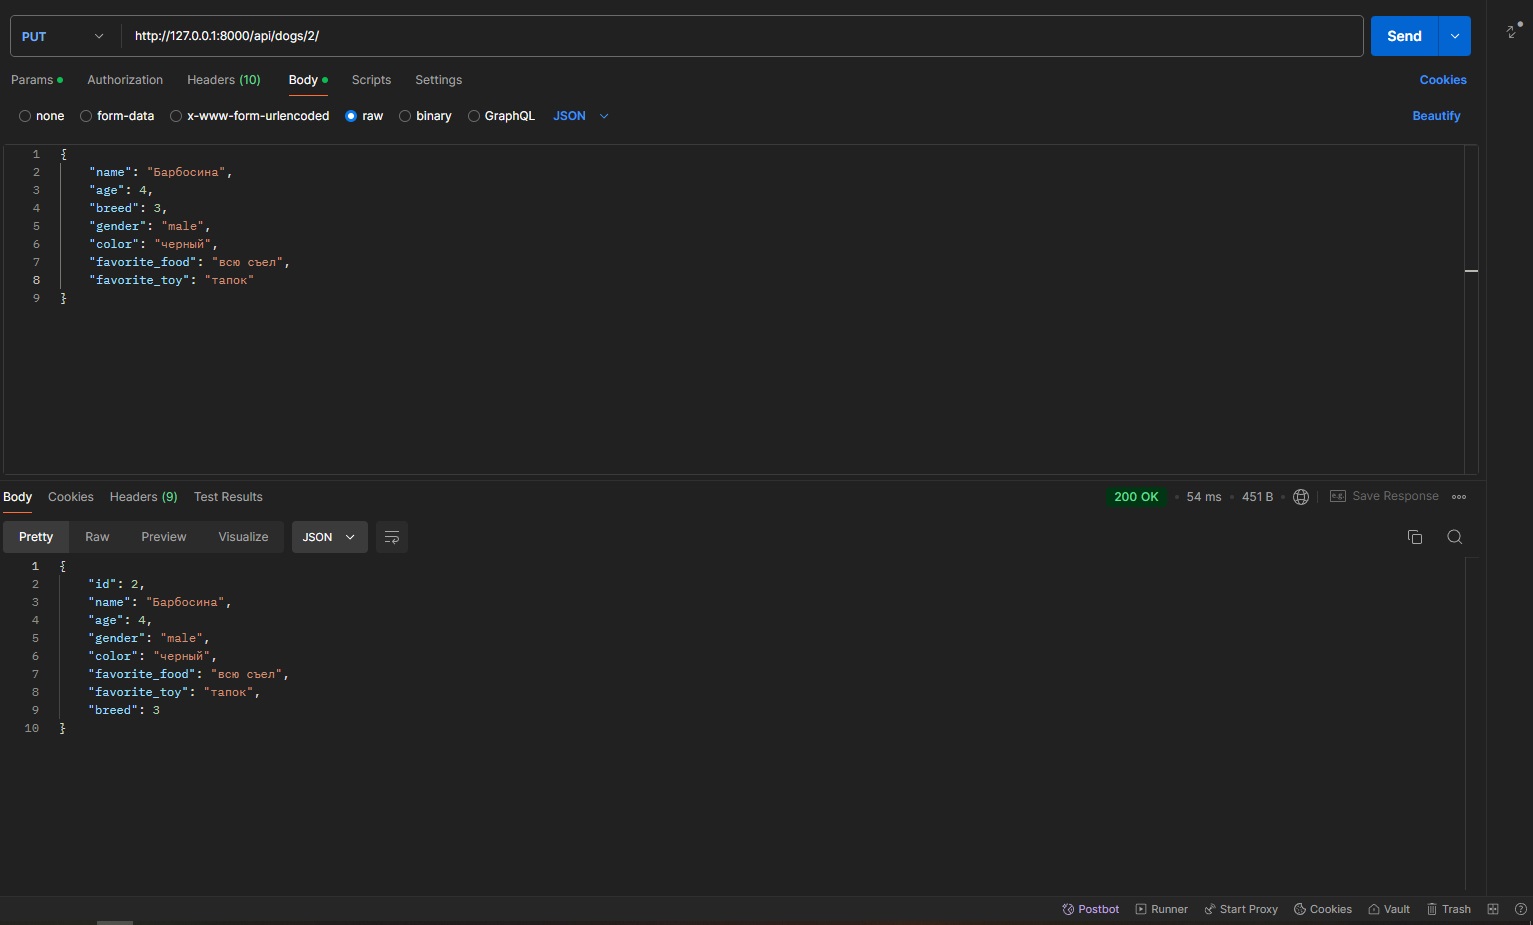 PUT http://127.0.0.1:8000/api/dogs/2/ Send
Params Authorization Headers (10) Body Scripts Settings Cookies
none form-data x-www-form-urlencoded raw binary GraphQL JSON Beautify
1 {
2 "name": "Барбосина",
3 "age": 4,
4 "breed": 3,
5 "gender": "male",
6 "color": "черный",
7 "favorite_food": "всю съел",
8 "favorite_toy": "тапок"
9 }
Body Cookies Headers (9) Test Results 200 OK • 54 ms • 451 B • Save Response
Pretty Raw Preview Visualize JSON
1 {
2 "id": 2,
3 "name": "Барбосина",
4 "age": 4,
5 "gender": "male",
6 "color": "черный",
7 "favorite_food": "всю съел",
8 "favorite_toy": "тапок",
9 "breed": 3
10 }
Postbot Runner Start Proxy Cookies Vault Trash